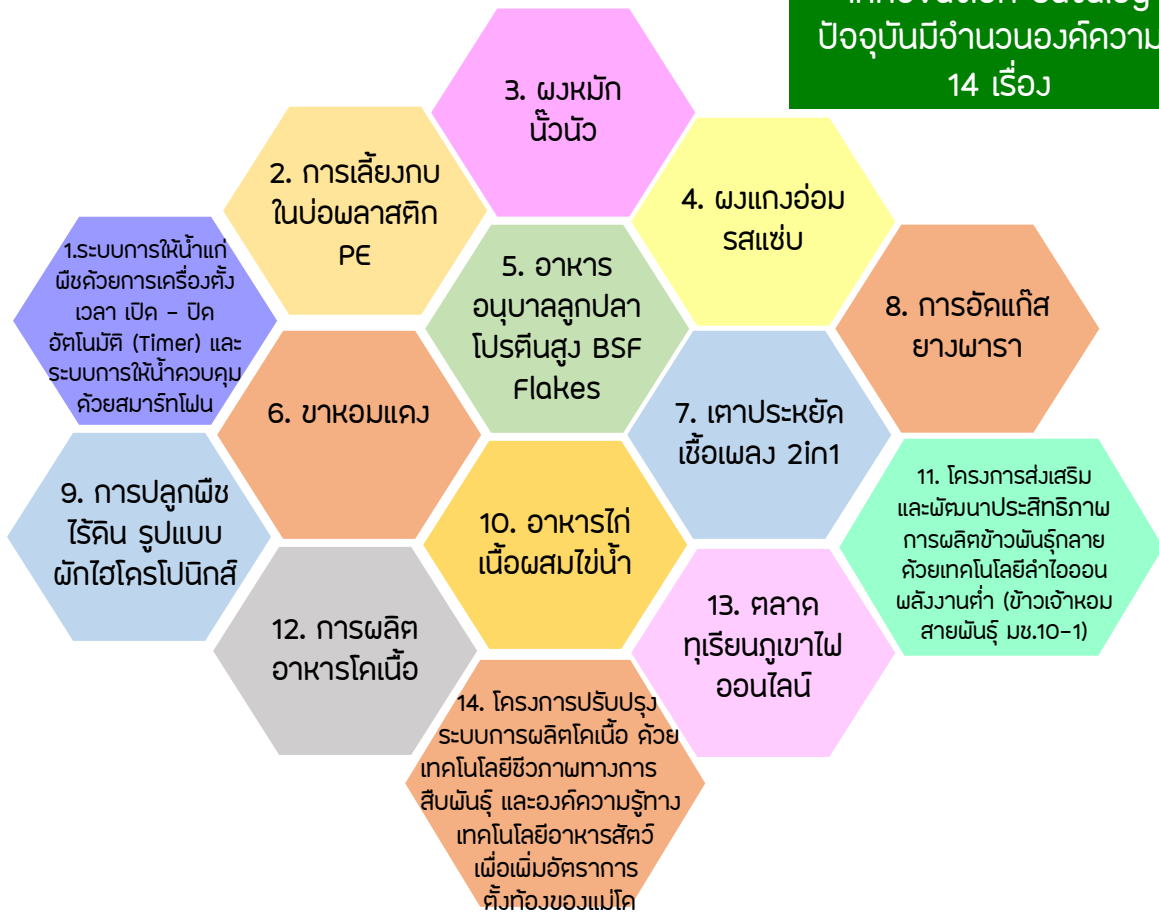 Innovation Catalog
ปัจจุบันมีจำนวนองค์ความ
14 เรื่อง
3. ผงหมัก
นั๊วนัว
2. การเลี้ยงกบ
ในบ่อพลาสติก
PE
4. ผงแกงอ่อม
รสแซ่บ
1.ระบบการให้น้ำแก่
พืชด้วยการเครื่องตั้ง
เวลา เปิด - ปิด
อัตโนมัติ (Timer) และ
ระบบการให้น้ำควบคุม
ด้วยสมาร์ทโฟน
5. อาหาร
อนุบาลลูกปลา
โปรตีนสูง BSF
Flakes
8. การอัดแก๊ส
ยางพารา
6. ขาหอมแดง
7. เตาประหยัด
เชื้อเพลง 2in1
9. การปลูกพืช
ไร้ดิน รูปแบบ
ผักไฮโดรโปนิกส์
10. อาหารไก่
เนื้อผสมไข่น้ำ
11. โครงการส่งเสริม
และพัฒนาประสิทธิภาพ
การผลิตข้าวพันธุ์กลาย
ด้วยเทคโนโลยีลำไอออน
พลังงานต่ำ (ข้าวเจ้าหอม
สายพันธุ์ มช.10-1)
12. การผลิต
อาหารโคเนื้อ
13. ตลาด
ทุเรียนภูเขาไฟ
ออนไลน์
14. โครงการปรับปรุง
ระบบการผลิตโคเนื้อ ด้วย
เทคโนโลยีชีวภาพทางการ
สืบพันธุ์ และองค์ความรู้ทาง
เทคโนโลยีอาหารสัตว์
เพื่อเพิ่มอัตราการ
ตั้งท้องของแม่โค